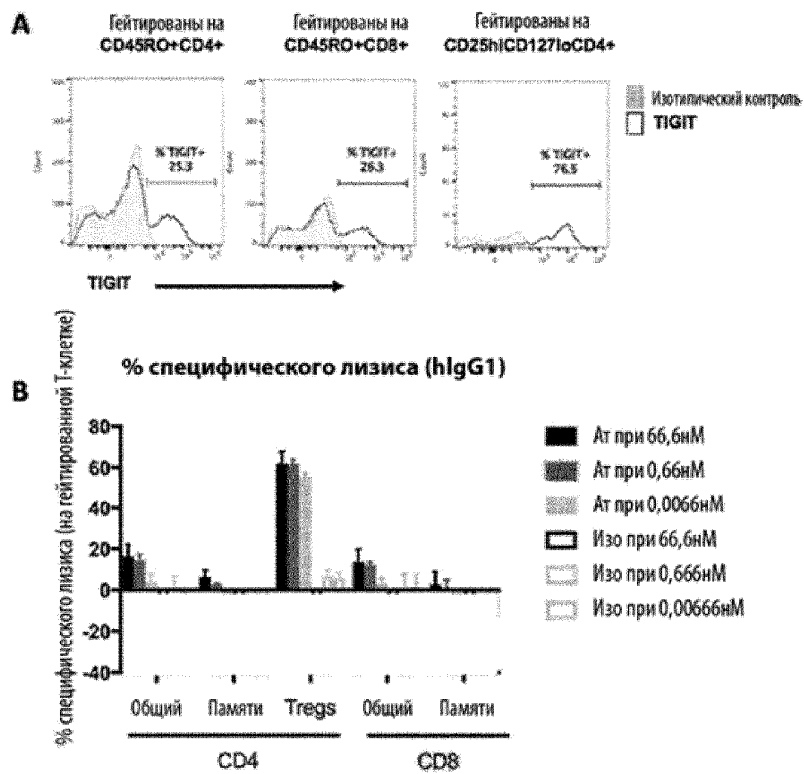 A
Гейтированы на
CD45RO+CD4+
Гейтированы на
CD45RO+CD8+
Гейтированы на
CD25hiCD127loCD4+
Изотипический контроль
TIGIT
% TIGIT+
25.3
% TIGIT+
26.3
% TIGIT+
76.5
TIGIT
B
% специфического лизиса (hIgG1)
% специфического лизиса (на гейтированной Т-клетке)
80
60
40
20
0
-20
-40
Ат при 66,6нМ
Ат при 0,66нМ
Ат при 0,0066нМ
Изо при 66,6нМ
Изо при 0,666нМ
Изо при 0,00666нМ
Общий
Памяти
Tregs
Общий
Памяти
CD4
CD8